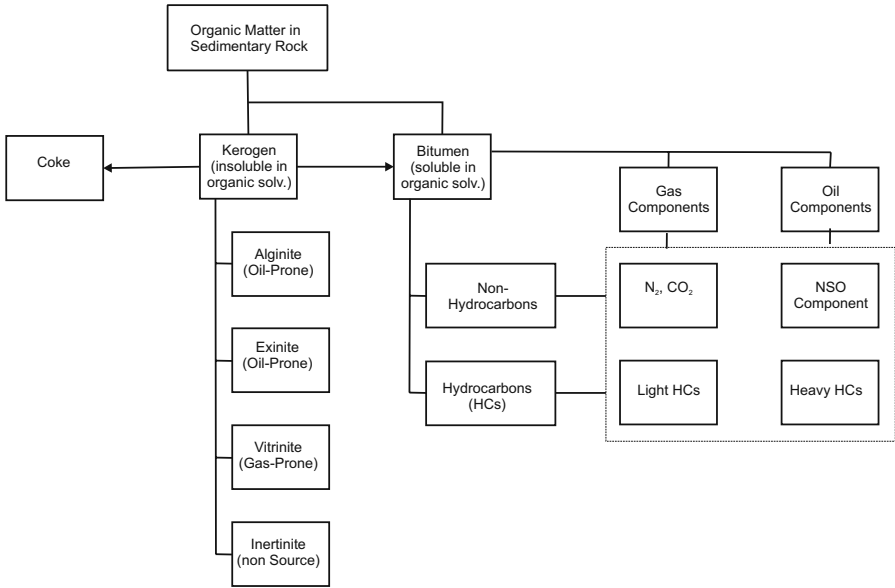 Organic Matter in
Sedimentary Rock
Coke
Kerogen
(insoluble in
organic solv.)
Bitumen
(soluble in
organic solv.)
Gas
Components
Oil
Components
Alginite
(Oil-Prone)
Non-
Hydrocarbons
N₂, CO₂
NSO
Component
Exinite
(Oil-Prone)
Hydrocarbons
(HCs)
Light HCs
Heavy HCs
Vitrinite
(Gas-Prone)
Inertinite
(non Source)